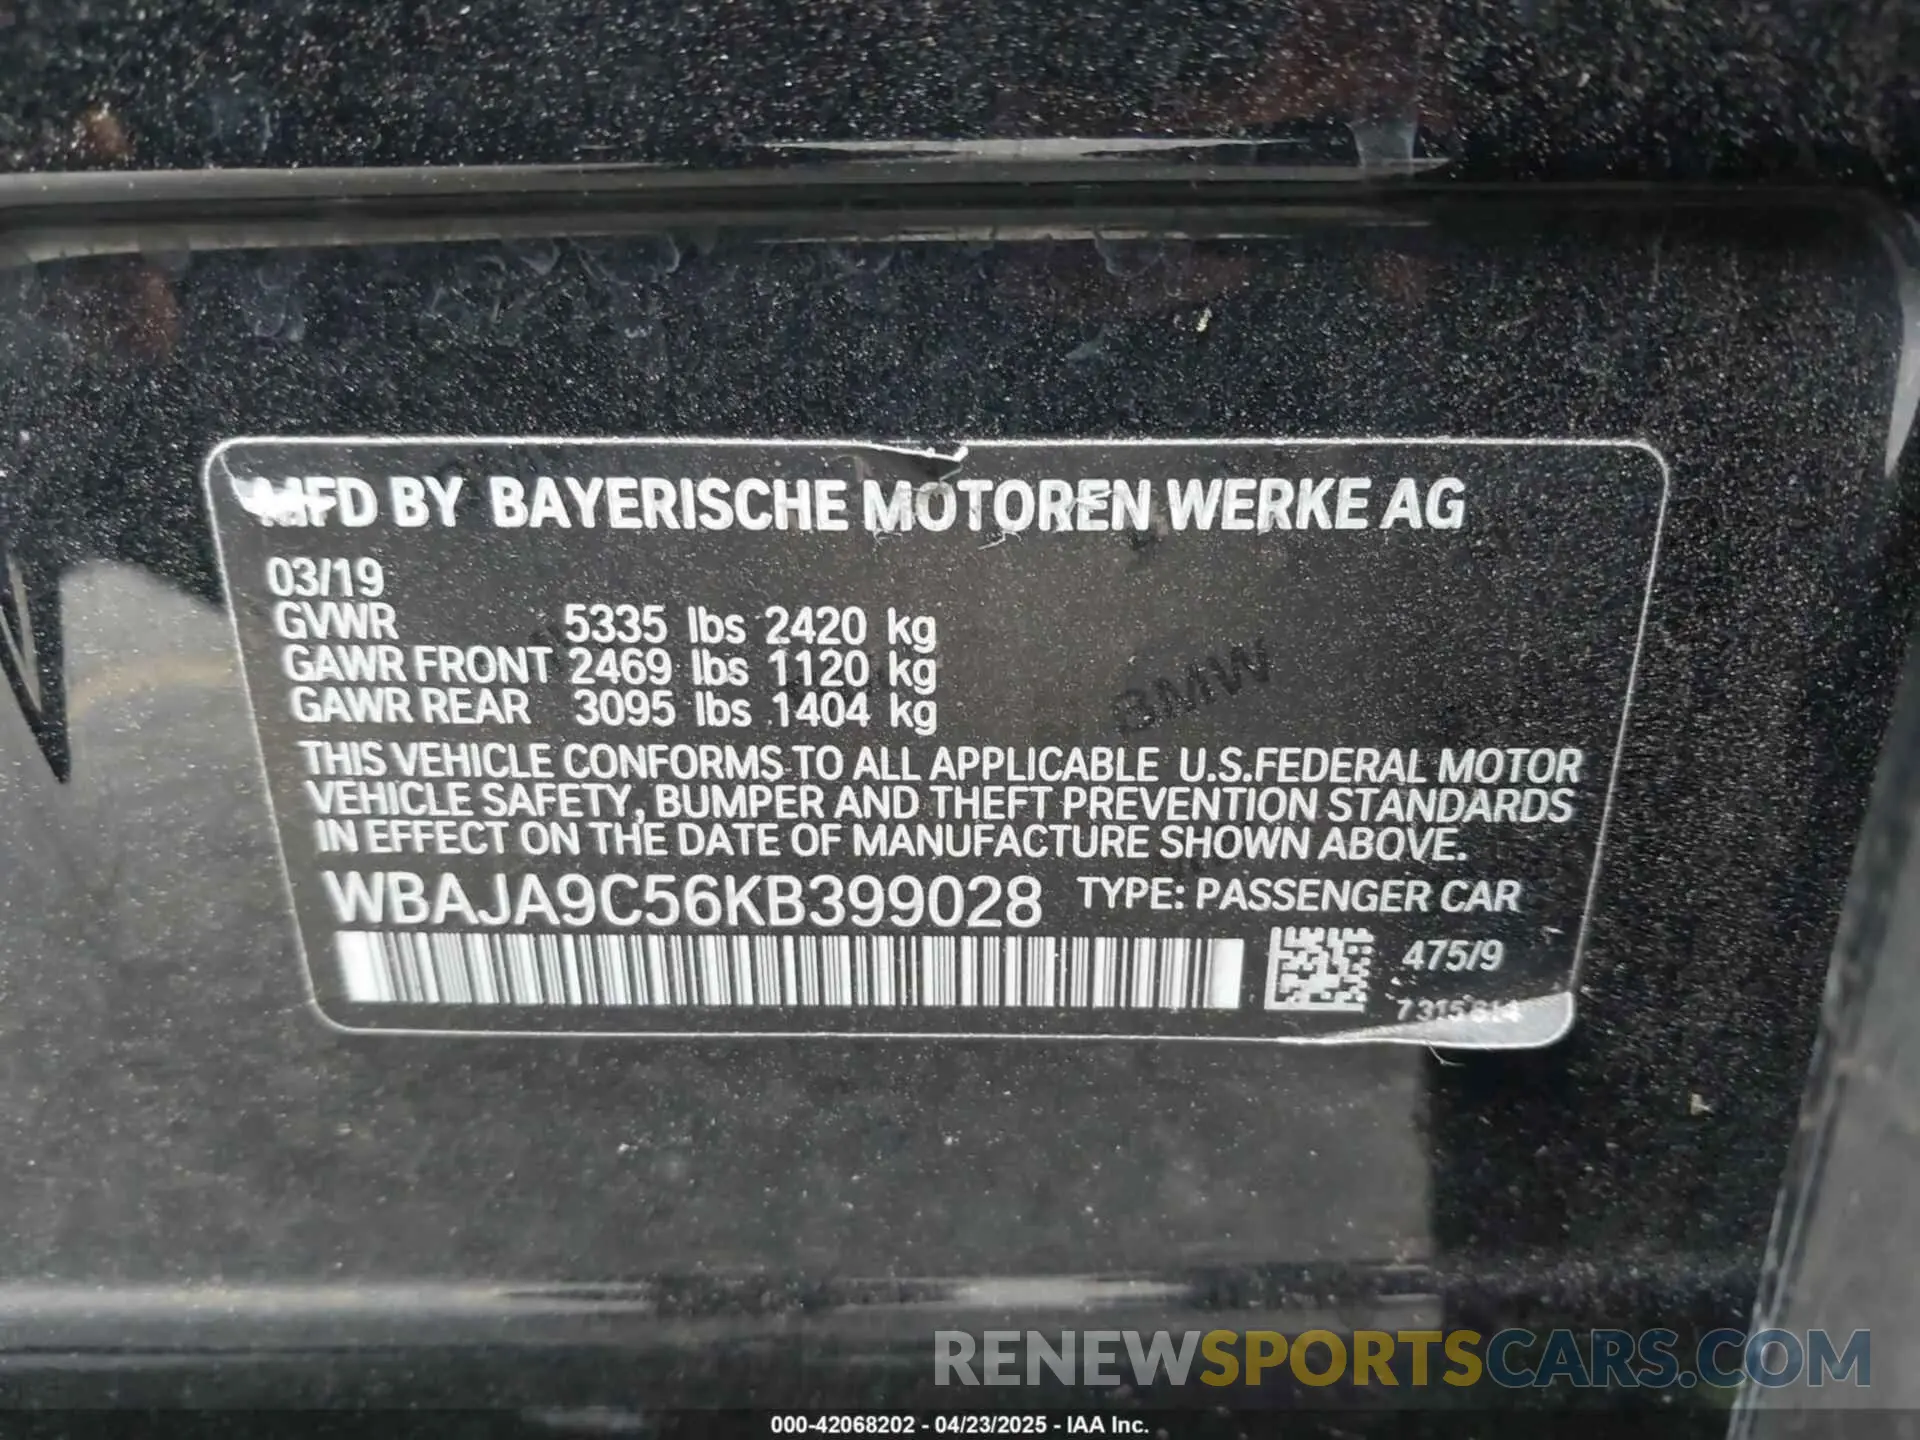 MFD BY BAYERISCHE MOTOREN WERKE AG
03/19
GVWR 5335 lbs 2420 kg
GAWR FRONT 2469 lbs 1120 kg
GAWR REAR 3095 lbs 1404 kg
BMW
THIS VEHICLE CONFORMS TO ALL APPLICABLE U.S.FEDERAL MOTOR
VEHICLE SAFETY, BUMPER AND THEFT PREVENTION STANDARDS
IN EFFECT ON THE DATE OF MANUFACTURE SHOWN ABOVE.
WBAJA9C56KB399028 TYPE: PASSENGER CAR
475/9
7 315 614
RENEWSPORTSCARS.COM
000-42068202 - 04/23/2025 - IAA Inc.